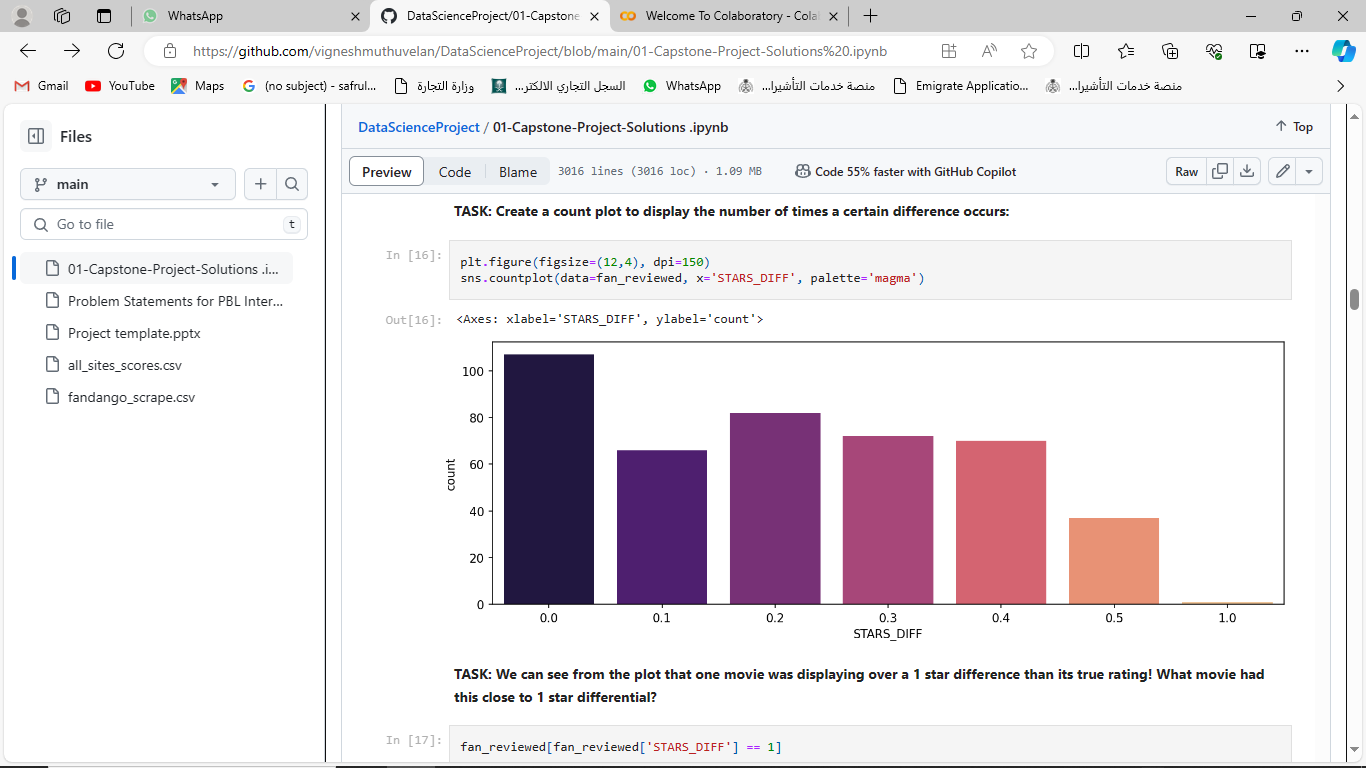 WhatsApp
DataScienceProject/01-Capstone-
Welcome To Colaboratory - Cola
https://github.com/vigneshmuthuvelan/DataScienceProject/blob/main/01-Capstone-Project-Solutions%20.ipynb
Gmail
YouTube
Maps
(no subject) - safrul...
وزارة التجارة
السجل التجاري الالكتر...
WhatsApp
منصة خدمات التأشيرا...
Emigrate Applicatio...
منصة خدمات التأشيرا...
Files
main
Go to file
t
01-Capstone-Project-Solutions .i...
Problem Statements for PBL Inter...
Project template.pptx
all_sites_scores.csv
fandango_scrape.csv
DataScienceProject / 01-Capstone-Project-Solutions .ipynb
Top
Preview
Code
Blame
3016 lines (3016 loc) · 1.09 MB
Code 55% faster with GitHub Copilot
Raw
TASK: Create a count plot to display the number of times a certain difference occurs:
In [16]:
plt.figure(figsize=(12,4), dpi=150)
sns.countplot(data=fan_reviewed, x='STARS_DIFF', palette='magma')
Out[16]:
<Axes: xlabel='STARS_DIFF', ylabel='count'>
100
80
60
40
20
0
count
0.0 0.1 0.2 0.3 0.4 0.5 1.0
STARS_DIFF
TASK: We can see from the plot that one movie was displaying over a 1 star difference than its true rating! What movie had
this close to 1 star differential?
In [17]:
fan_reviewed[fan_reviewed['STARS_DIFF'] == 1]